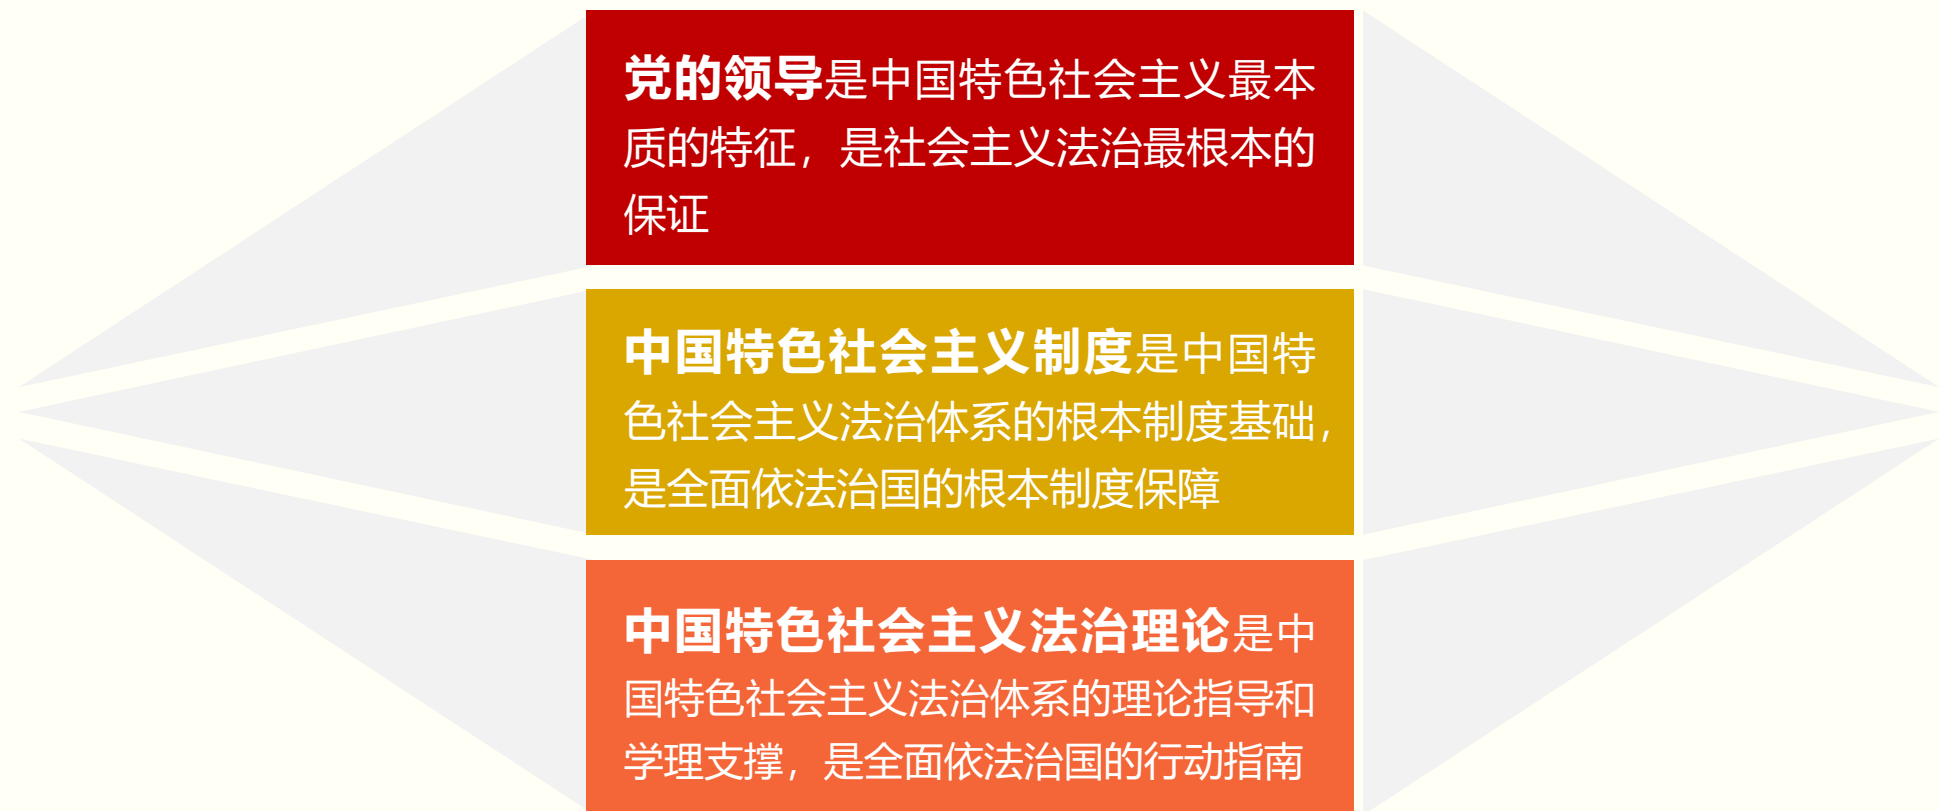 党的领导是中国特色社会主义最本
质的特征，是社会主义法治最根本的
保证
中国特色社会主义制度是中国特
色社会主义法治体系的根本制度基础，
是全面依法治国的根本制度保障
中国特色社会主义法治理论是中
国特色社会主义法治体系的理论指导和
学理支撑，是全面依法治国的行动指南